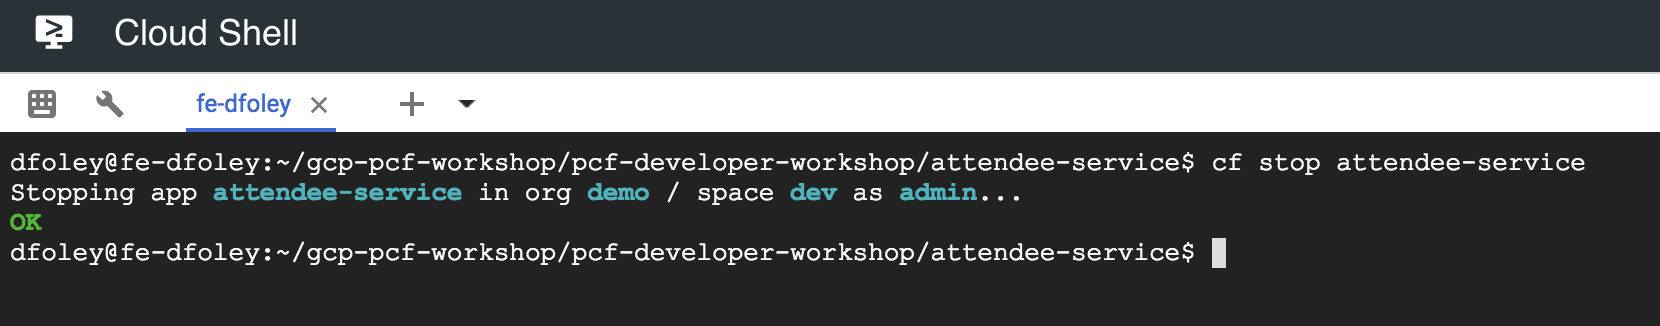 Cloud Shell
fe-dfoley
dfoley@fe-dfoley:~/gcp-pcf-workshop/pcf-developer-workshop/attendee-service$ cf stop attendee-service
Stopping app attendee-service in org demo / space dev as admin...
OK
dfoley@fe-dfoley:~/gcp-pcf-workshop/pcf-developer-workshop/attendee-service$